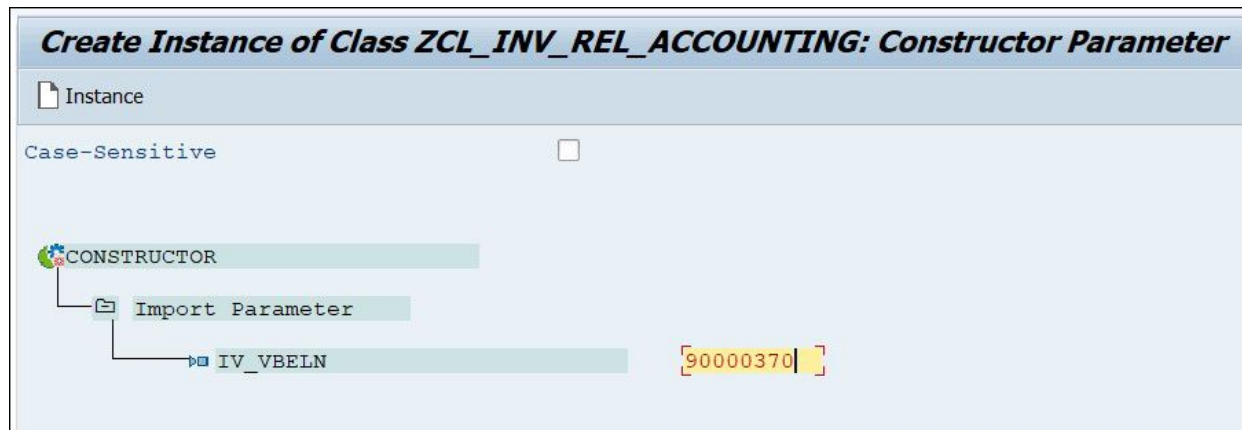 Create Instance of Class ZCL_INV_REL_ACCOUNTING: Constructor Parameter
Instance
Case-Sensitive
CONSTRUCTOR
Import Parameter
IV_VBELN 90000370